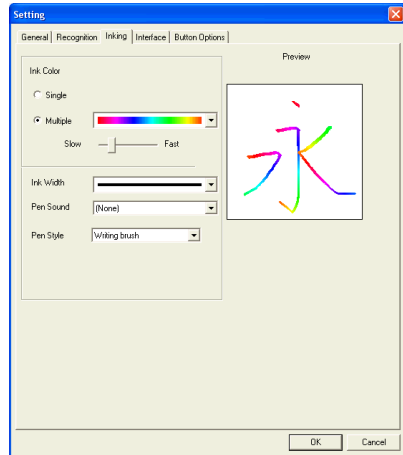 Setting
General Recognition Inking Interface Button Options
Preview
Ink Color
Single
Multiple
Slow Fast
Ink Width
Pen Sound (None)
Pen Style Writing brush
永
OK Cancel